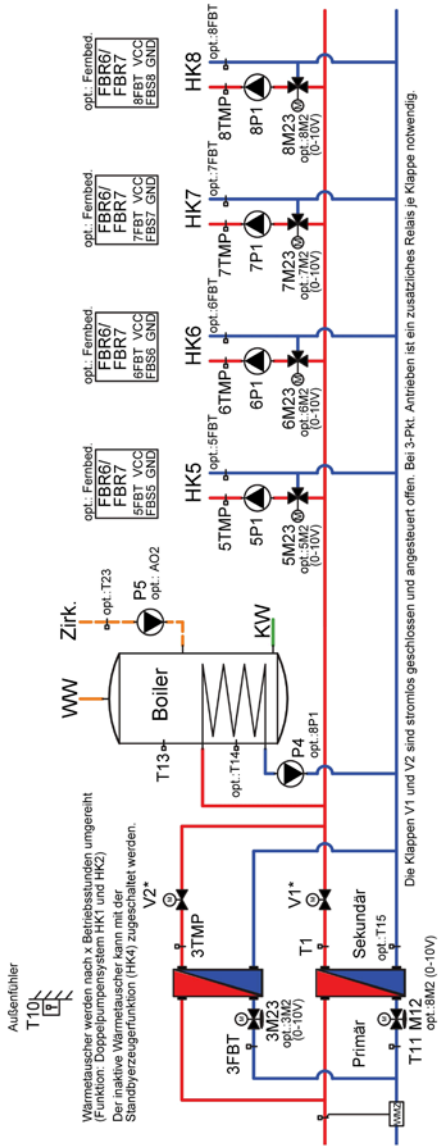 Außenfühler
T10
Wärmetauscher werden nach x Betriebsstunden umgereiht
(Funktion: Doppelpumpensystem HK1 und HK2)
Der inaktive Wärmetauscher kann mit der
Standbyerzeugerfunktion (HK4) zugeschaltet werden.
V2*
M
3TMP
3FBT
3M23
opt.:3M2
(0-10V)
M
V1*
M
T1
Sekundär
opt.:T15
Primär
T11
M12
opt.:8M2 (0-10V)
M
WMZ
WW
Zirk.
opt.:T23
P5
opt.: AO2
Boiler
T13
opt.:T14
KW
P4
opt.:8P1
opt.: Fernbed.
FBR6/
FBR7
5FBT VCC
FBS5 GND
HK5
opt.:5FBT
5TMP
5P1
M
5M23
opt.:5M2
(0-10V)
opt.: Fernbed.
FBR6/
FBR7
6FBT VCC
FBS6 GND
HK6
opt.:6FBT
6TMP
6P1
M
6M23
opt.:6M2
(0-10V)
opt.: Fernbed.
FBR6/
FBR7
7FBT VCC
FBS7 GND
HK7
opt.:7FBT
7TMP
7P1
M
7M23
opt.:7M2
(0-10V)
opt.: Fernbed.
FBR6/
FBR7
8FBT VCC
FBS8 GND
HK8
opt.:8FBT
8TMP
8P1
M
8M23
opt.:8M2
(0-10V)
Die Klappen V1 und V2 sind stromlos geschlossen und angesteuert offen. Bei 3-Pkt. Antrieben ist ein zusätzliches Relais je Klappe notwendig.